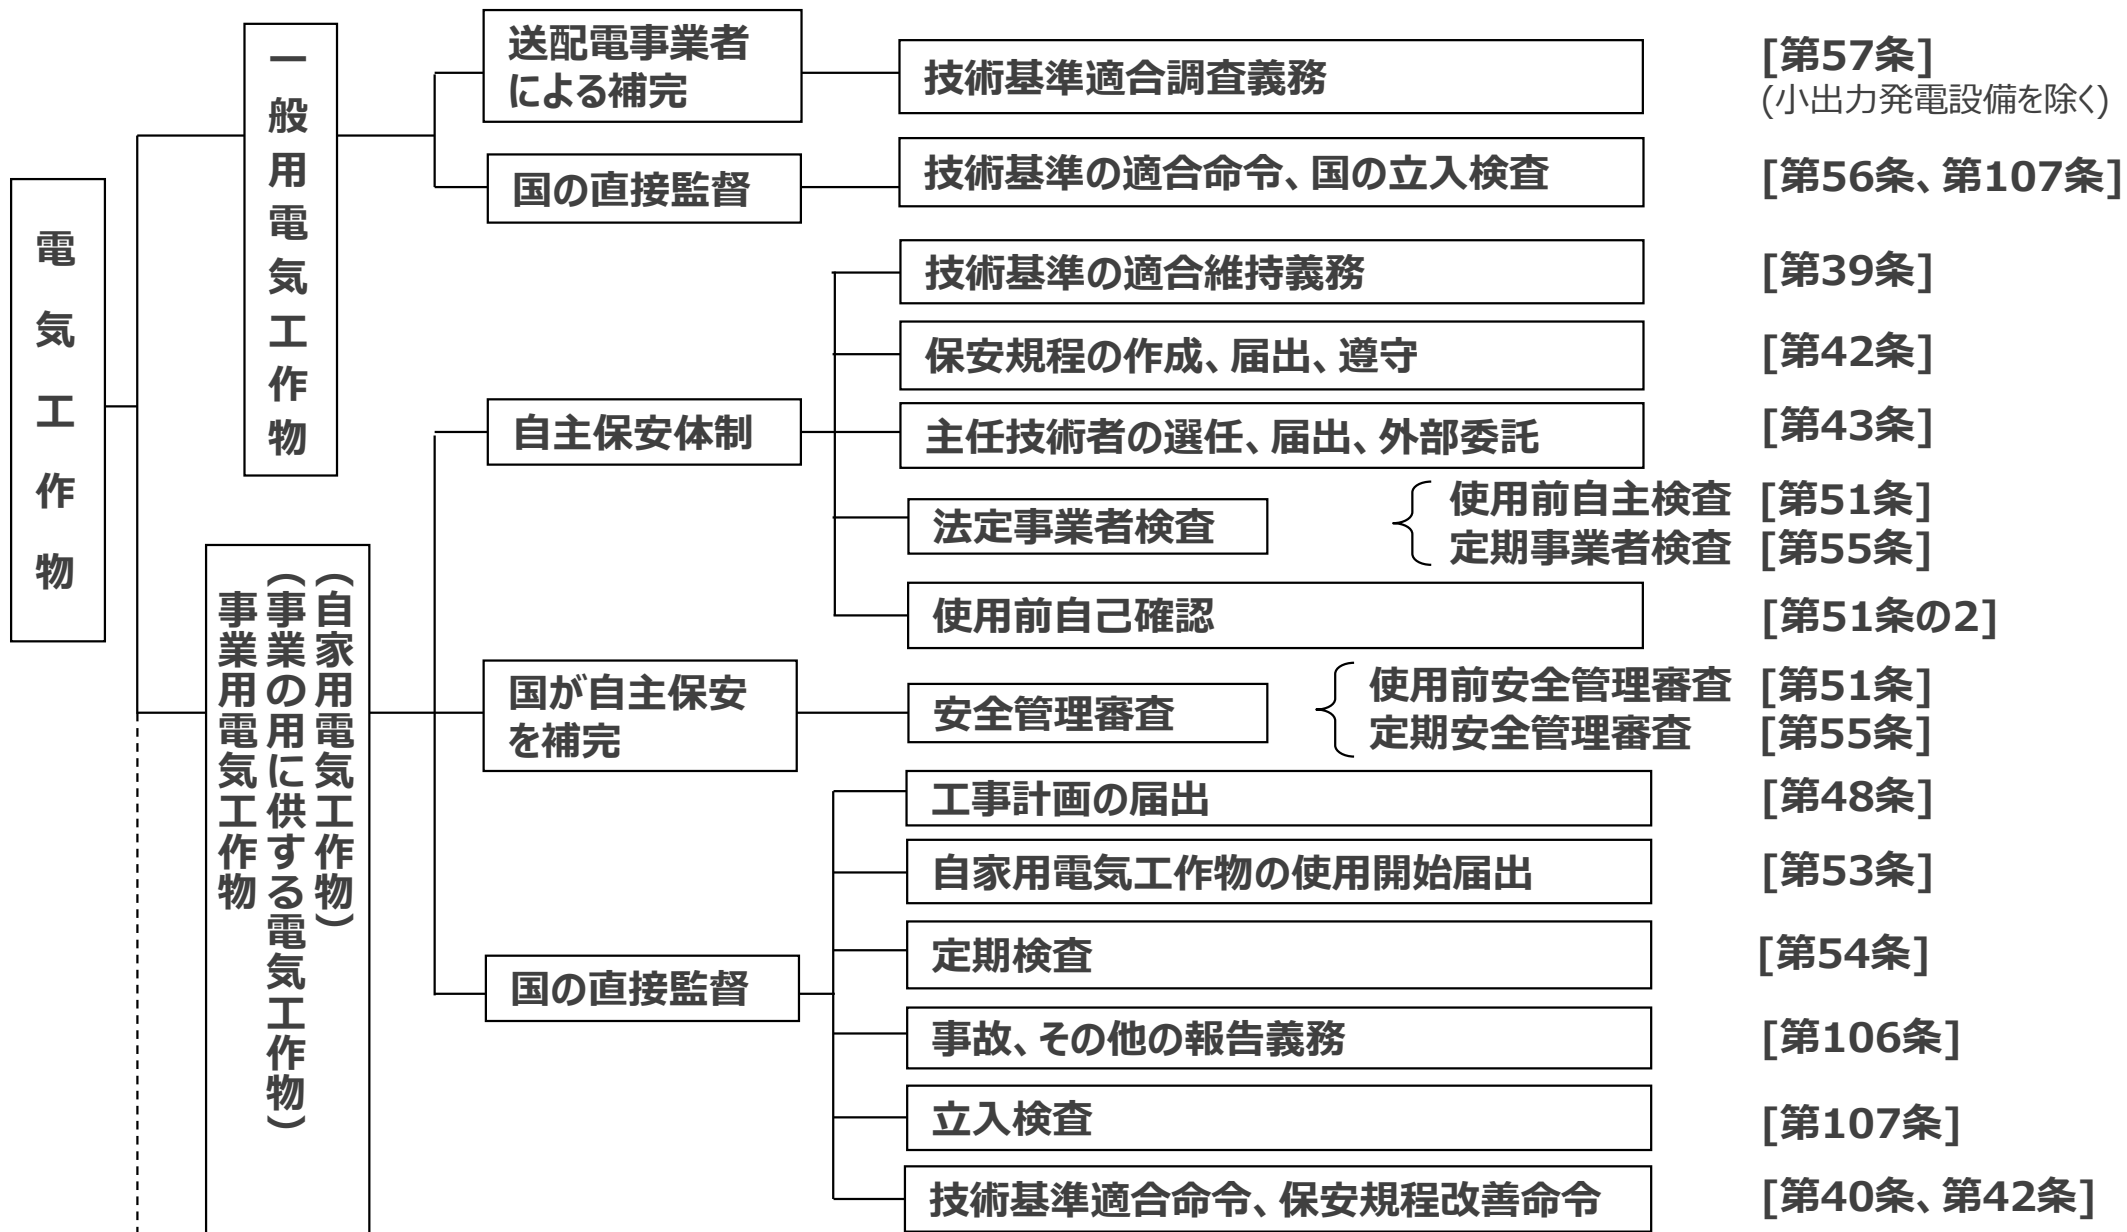 電気工作物
一般用電気工作物
送配電事業者
による補完
技術基準適合調査義務
[第57条]
(小出力発電設備を除く)
国の直接監督
技術基準の適合命令、国の立入検査
[第56条、第107条]
事業用電気工作物
(事業の用に供する電気工作物)
(自家用電気工作物)
自主保安体制
技術基準の適合維持義務
[第39条]
保安規程の作成、届出、遵守
[第42条]
主任技術者の選任、届出、外部委託
[第43条]
法定事業者検査
使用前自主検査 [第51条]
定期事業者検査 [第55条]
使用前自己確認
[第51条の2]
国が自主保安
を補完
安全管理審査
使用前安全管理審査 [第51条]
定期安全管理審査 [第55条]
国の直接監督
工事計画の届出
[第48条]
自家用電気工作物の使用開始届出
[第53条]
定期検査
[第54条]
事故、その他の報告義務
[第106条]
立入検査
[第107条]
技術基準適合命令、保安規程改善命令
[第40条、第42条]